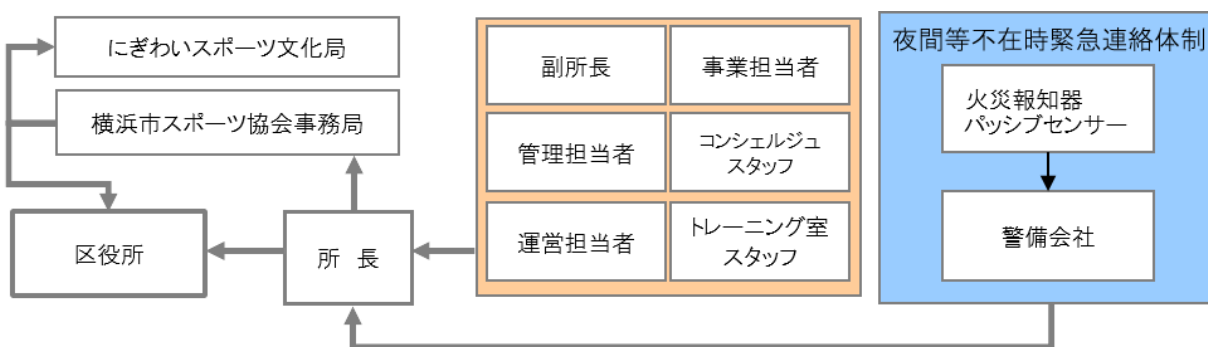 にぎわいスポーツ文化局
横浜市スポーツ協会事務局
区役所
所 長
副所長
事業担当者
管理担当者
コンシェルジュ
スタッフ
運営担当者
トレーニング室
スタッフ
夜間等不在時緊急連絡体制
火災報知器
パッシブセンサー
警備会社